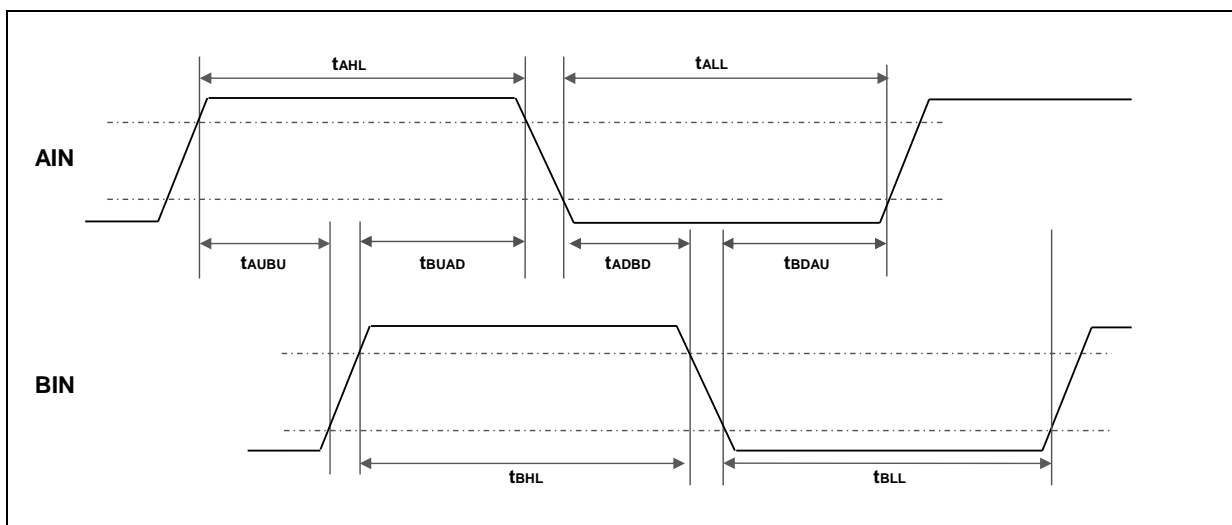 tAHL
tALL
AIN
tAUBU
tBUAD
tADBD
tBDAU
BIN
tBHL
tBLL